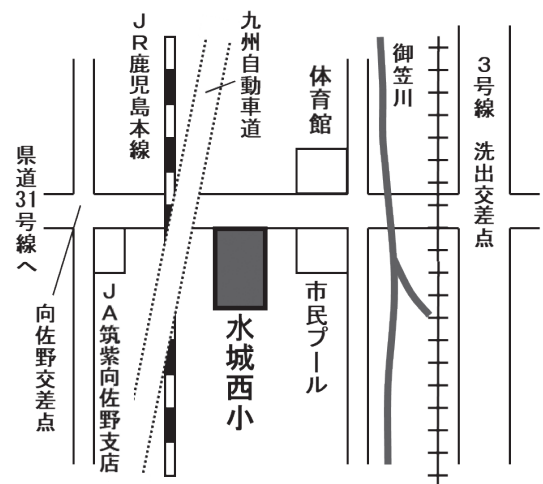 JR鹿児島本線
九州自動車道
体育館
御笠川
3号線 洗出交差点
県道31号線へ
向佐野交差点
JA筑紫向佐野支店
水城西小
市民プール